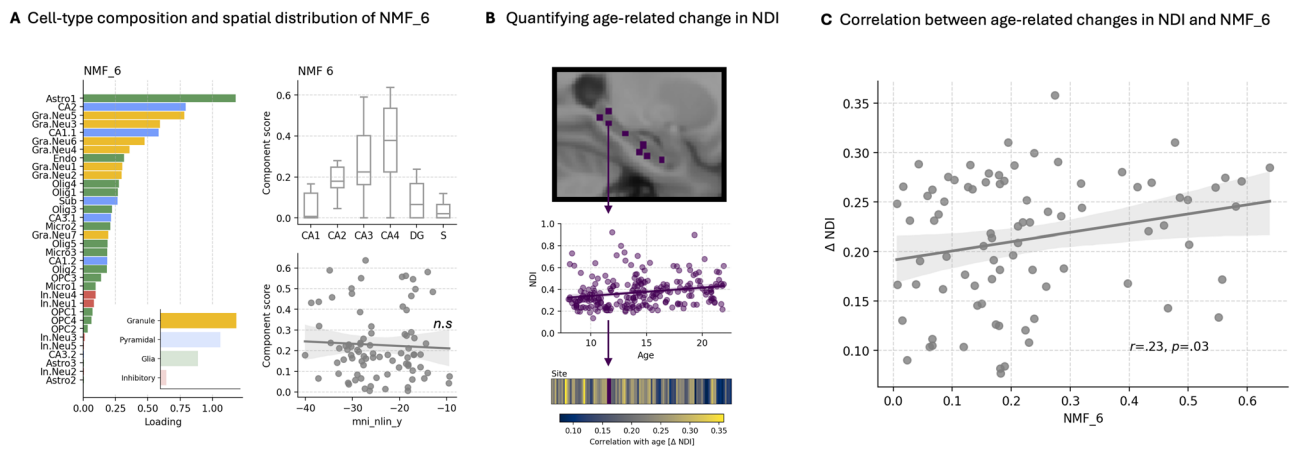 A Cell-type composition and spatial distribution of NMF_6
NMF_6
Astro1
CA2
Gra.Neu5
Gra.Neu3
CA1.1
Gra.Neu6
Gra.Neu4
Endo
Gra.Neu1
Gra.Neu2
Olig4
Olig1
Sub
Olig3
CA3.1
Micro2
Gra.Neu7
Olig5
Micro3
CA1.2
Olig2
OPC3
Micro1
In.Neu4
In.Neu1
OPC1
OPC4
OPC2
In.Neu3
In.Neu5
CA3.2
Astro3
In.Neu2
Astro2
Granule
Pyramidal
Glia
Inhibitory
0.00 0.25 0.50 0.75 1.00
Loading
NMF 6
Component score
0.6
0.4
0.2
0.0
CA1 CA2 CA3 CA4 DG S
Component score
0.6
0.5
0.4
0.3
0.2
0.1
0.0
n.s
−40 −30 −20 −10
mni_nlin_y
B Quantifying age-related change in NDI
NDI
1.0
0.8
0.6
0.4
0.2
0.0
10 15 20
Age
Site
0.10 0.15 0.20 0.25 0.30 0.35
Correlation with age [Δ NDI]
C Correlation between age-related changes in NDI and NMF_6
Δ NDI
0.35
0.30
0.25
0.20
0.15
0.10
r=.23, p=.03
0.0 0.1 0.2 0.3 0.4 0.5 0.6
NMF_6